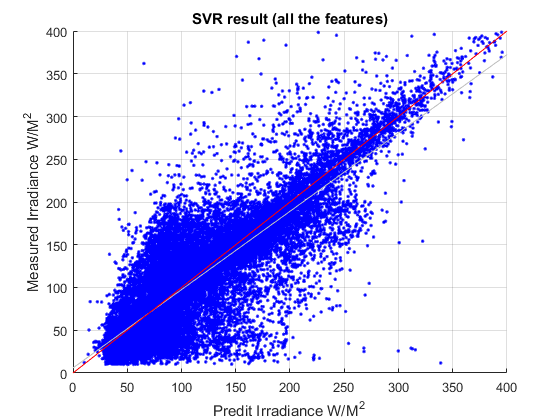 SVR result (all the features)
400
350
300
250
200
150
100
50
0
Measured Irradiance W/M²
0 50 100 150 200 250 300 350 400
Predit Irradiance W/M²